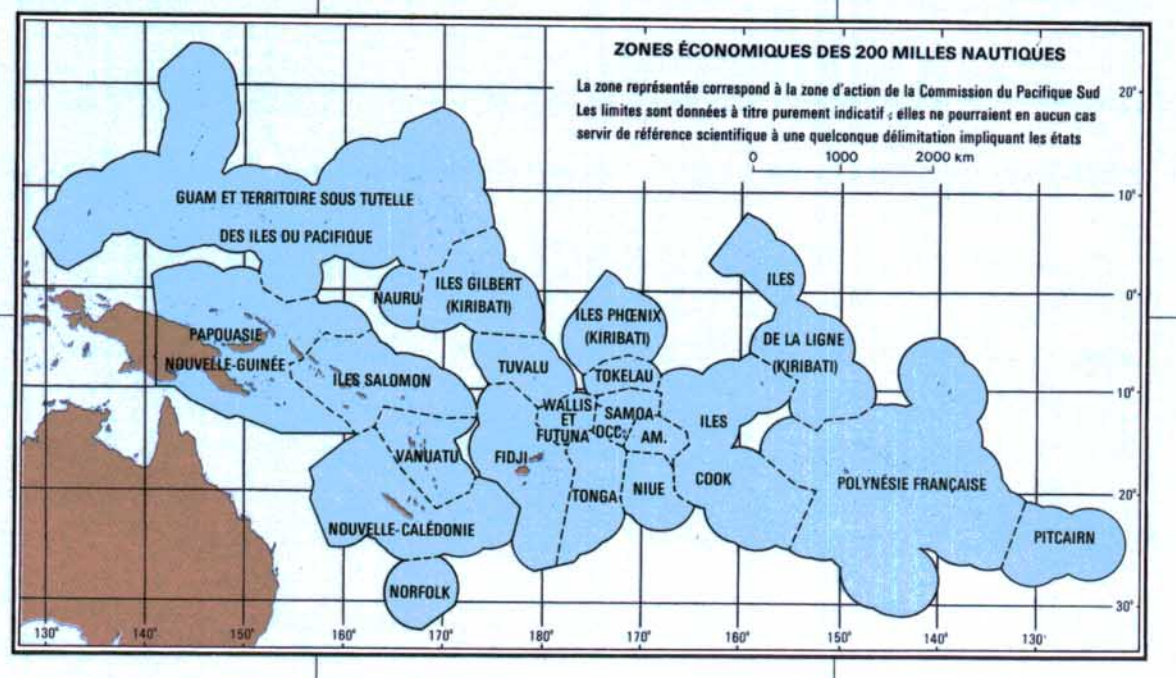 ZONES ÉCONOMIQUES DES 200 MILLES NAUTIQUES
La zone représentée correspond à la zone d'action de la Commission du Pacifique Sud
Les limites sont données à titre purement indicatif ; elles ne pourraient en aucun cas
servir de référence scientifique à une quelconque délimitation impliquant les états
0 1000 2000 km
20°
10°
0°
10°
20°
30°
GUAM ET TERRITOIRE SOUS TUTELLE
DES ILES DU PACIFIQUE
NAURU
ILES GILBERT
(KIRIBATI)
ILES PHŒNIX
(KIRIBATI)
ILES
DE LA LIGNE
(KIRIBATI)
PAPOUASIE
NOUVELLE-GUINÉE
ILES SALOMON
TUVALU
TOKELAU
WALLIS
ET
FUTUNA
SAMOA
OCC.
AM.
ILES
COOK
VANUATU
FIDJI
TONGA
NIUE
POLYNÉSIE FRANÇAISE
NOUVELLE-CALÉDONIE
NORFOLK
PITCAIRN
130° 140° 150° 160° 170° 180° 170° 160° 150° 140° 130°